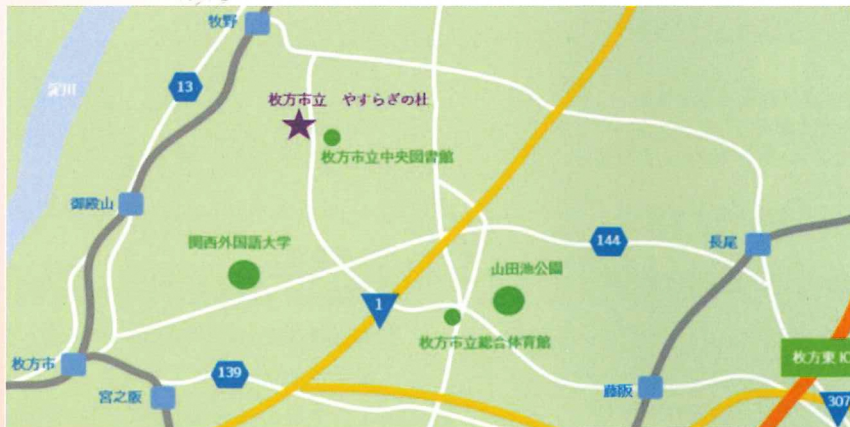 牧野
淀川
13
枚方市立 やすらぎの杜
枚方市立中央図書館
御殿山
関西外国語大学
144
長尾
山田池公園
1
枚方市立総合体育館
枚方市
139
宮之阪
藤阪
枚方東IC
307